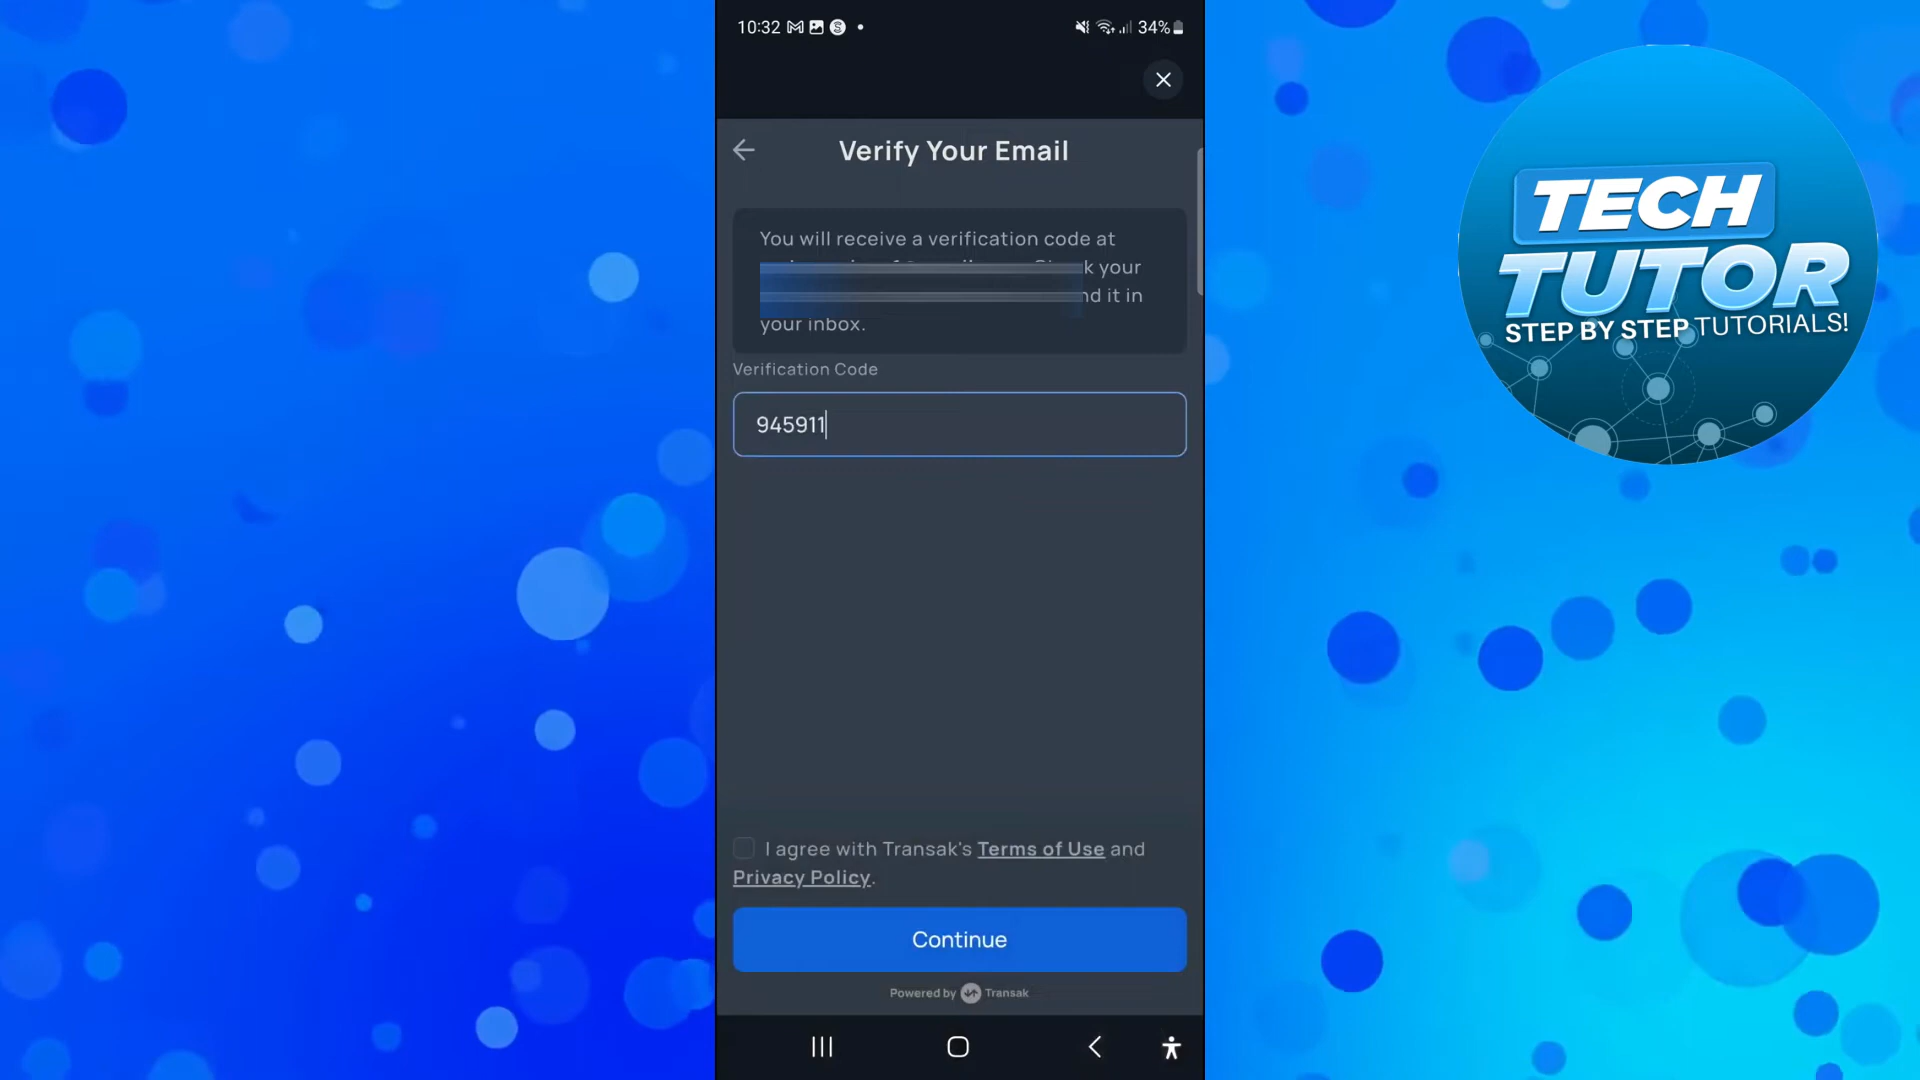 10:32
34%
Verify Your Email
You will receive a verification code at
k your
it in
your inbox.
Verification Code
945911
I agree with Transak's Terms of Use and
Privacy Policy.
Continue
Powered by Transak
TECH
TUTOR
STEP BY STEP TUTORIALS!